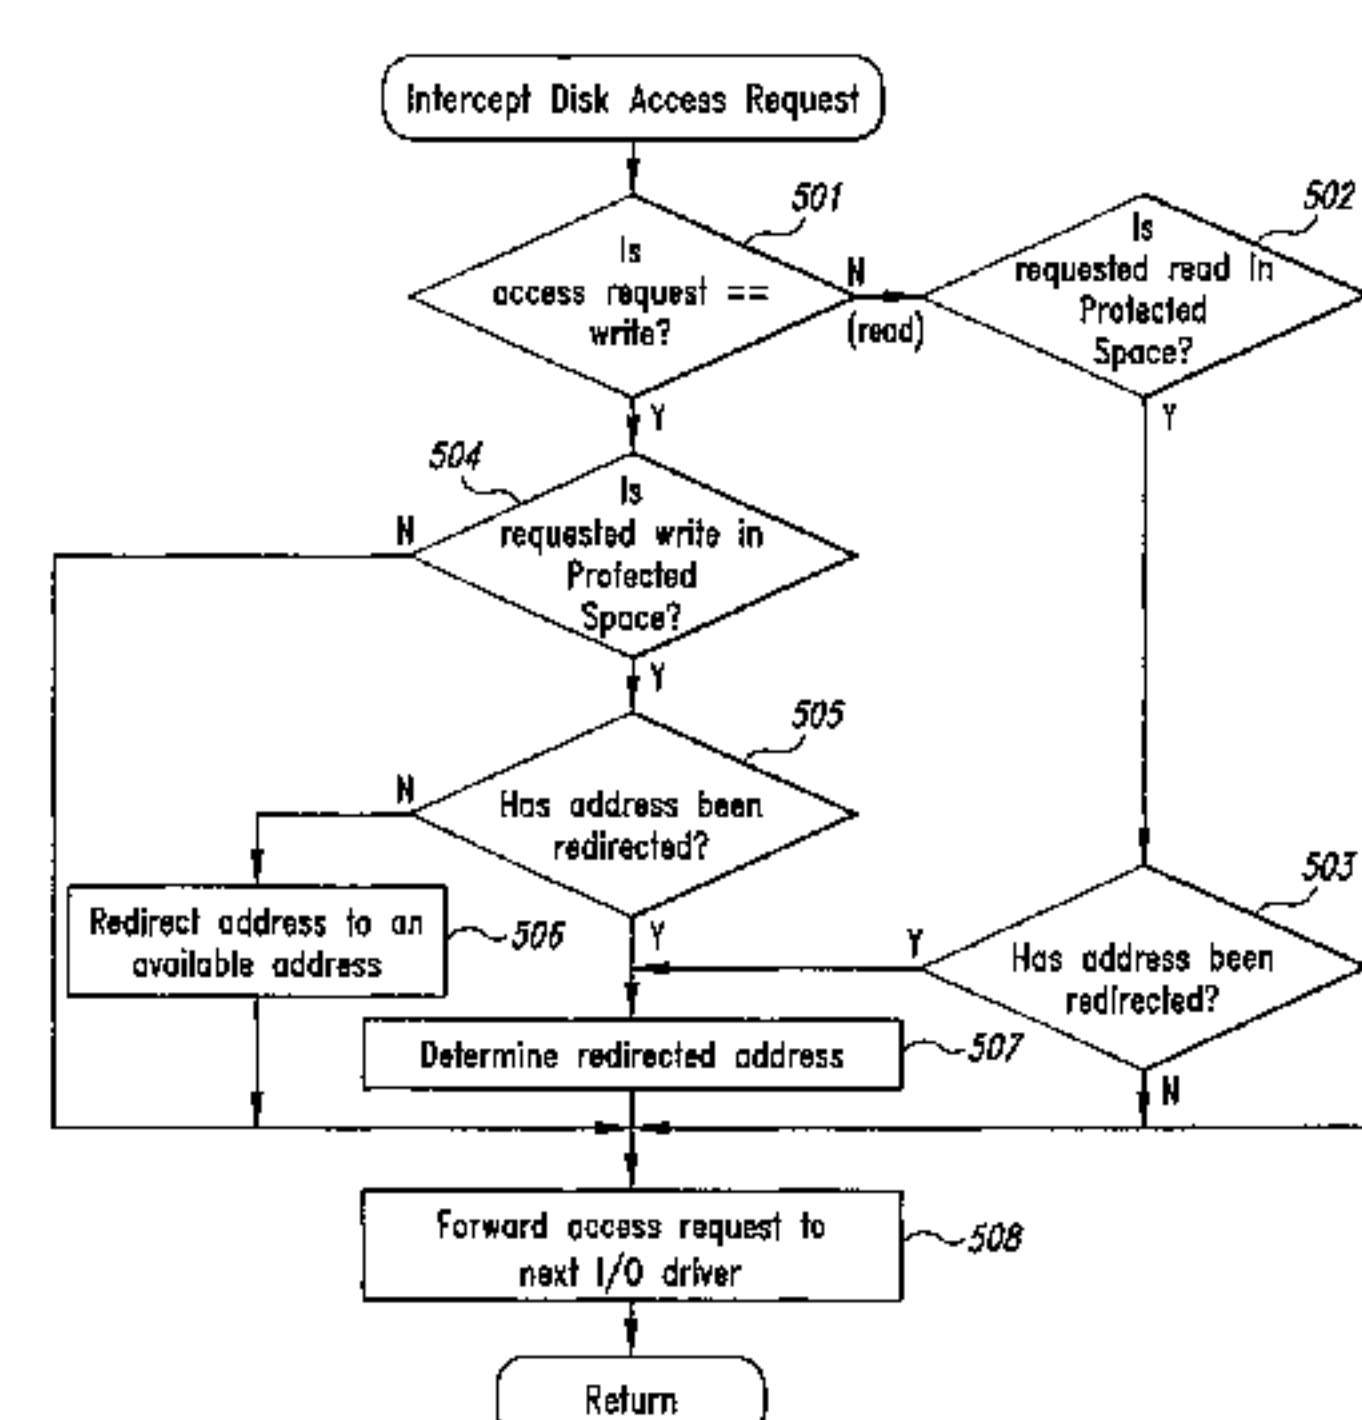 Intercept Disk Access Request
501
Is
access request ==
write?
N
(read)
Y
502
Is
requested read in
Protected
Space?
Y
504
Is
requested write in
Protected
Space?
N
Y
505
Has address been
redirected?
N
Y
503
Has address been
redirected?
Y
N
Redirect address to an
available address
506
Determine redirected address
507
Forward access request to
next I/O driver
508
Return